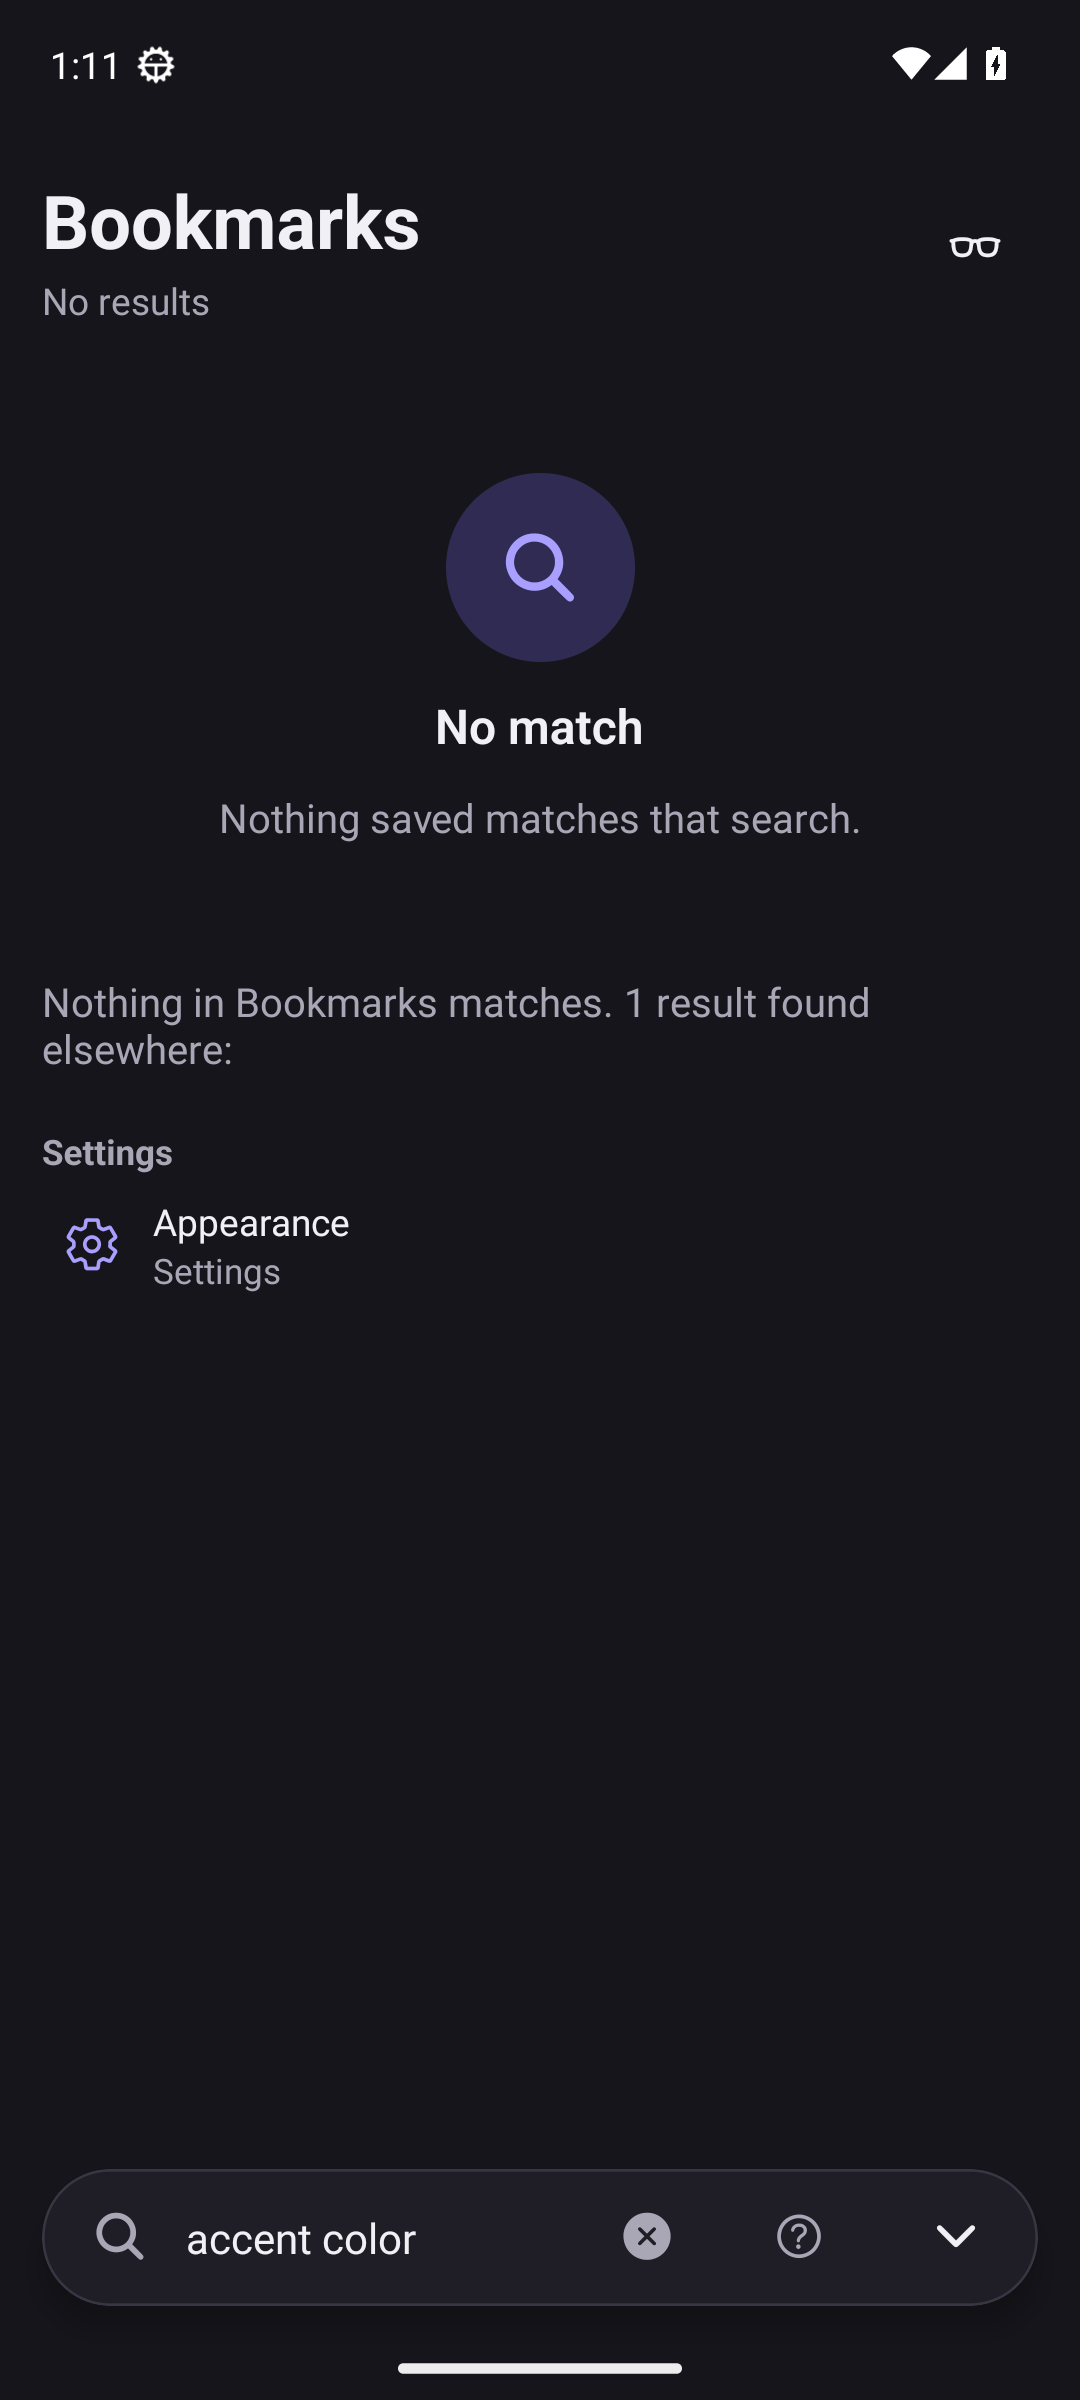 1:11
Bookmarks
No results
No match
Nothing saved matches that search.
Nothing in Bookmarks matches. 1 result found
elsewhere:
Settings
Appearance
Settings
accent color